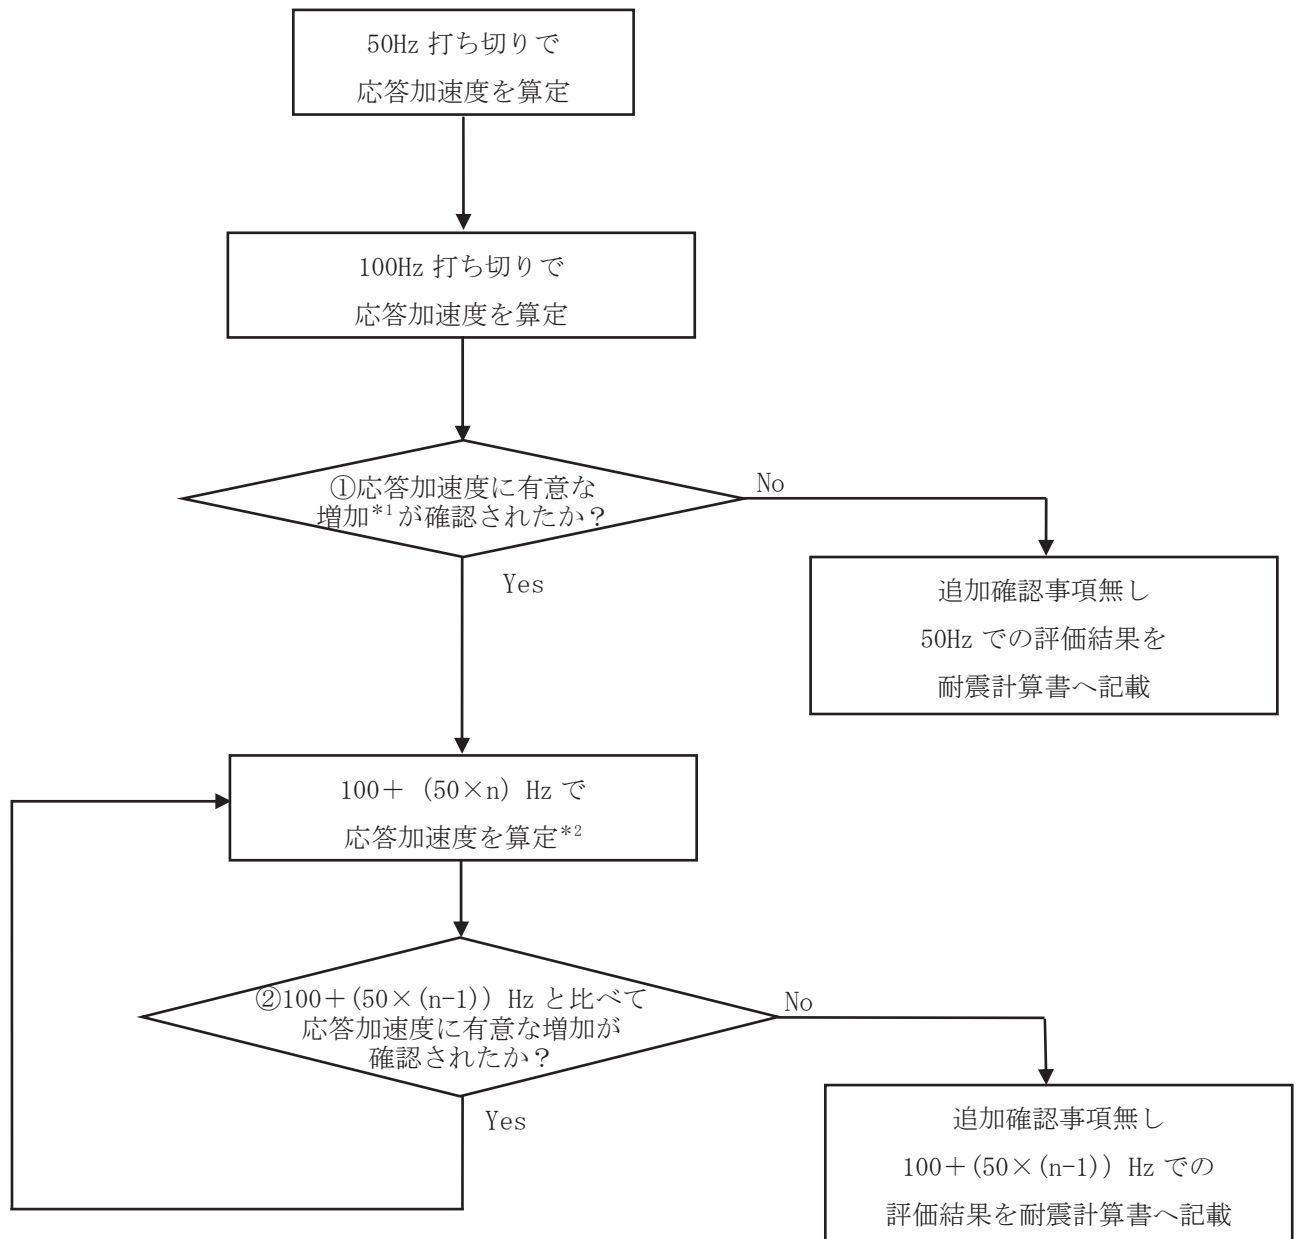 50Hz 打ち切りで
応答加速度を算定
100Hz 打ち切りで
応答加速度を算定
①応答加速度に有意な
増加*1が確認されたか？
No
Yes
追加確認事項無し
50Hz での評価結果を
耐震計算書へ記載
100＋（50×n）Hz で
応答加速度を算定*2
②100＋(50×(n-1)) Hz と比べて
応答加速度に有意な増加が
確認されたか？
No
Yes
追加確認事項無し
100＋(50×(n-1)) Hz での
評価結果を耐震計算書へ記載